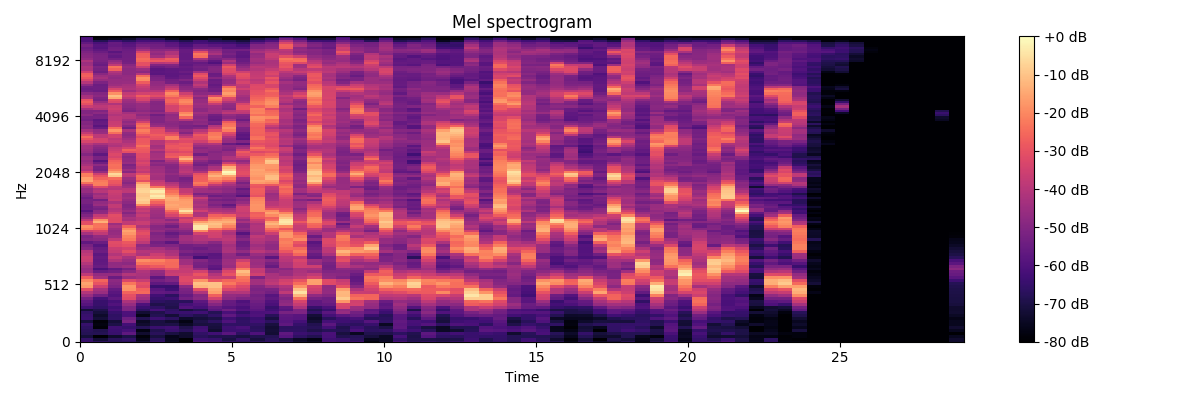 Mel spectrogram
Hz
8192
4096
2048
1024
512
0
0 5 10 15 20 25
Time
+0 dB
-10 dB
-20 dB
-30 dB
-40 dB
-50 dB
-60 dB
-70 dB
-80 dB